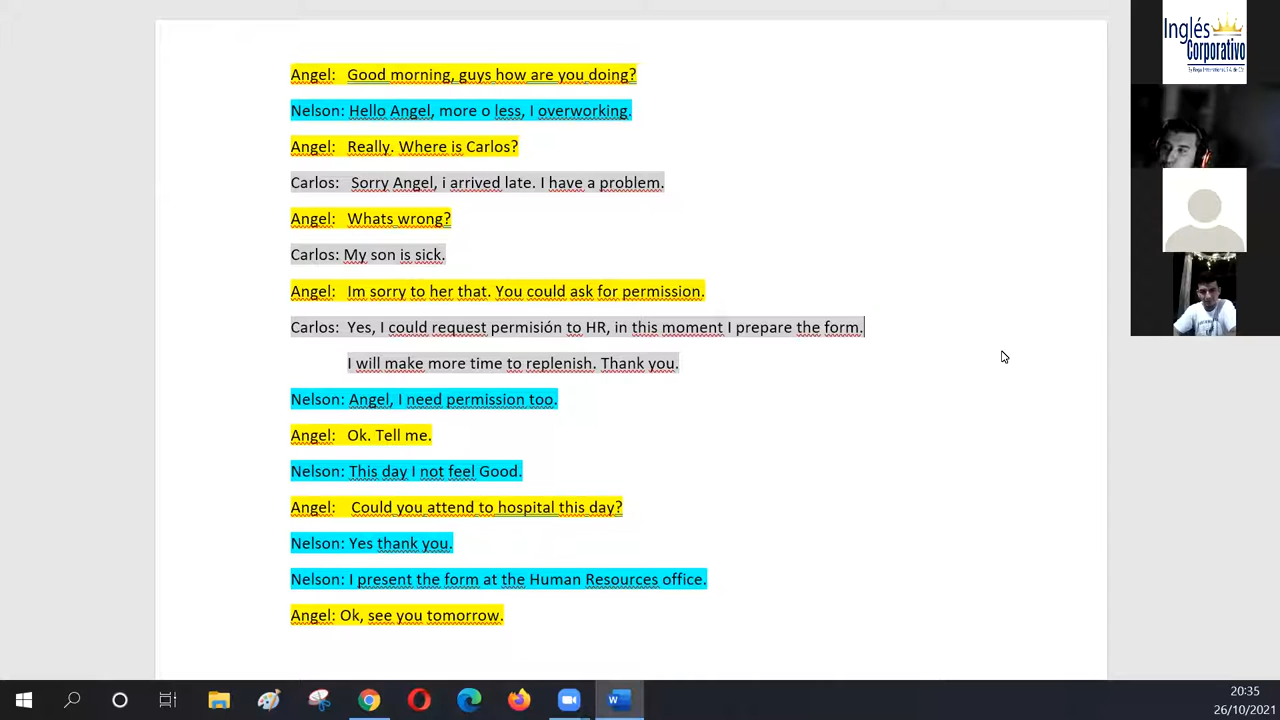 Angel: Good morning, guys how are you doing?
Nelson: Hello Angel, more o less, I overworking.
Angel: Really. Where is Carlos?
Carlos: Sorry Angel, i arrived late. I have a problem.
Angel: Whats wrong?
Carlos: My son is sick.
Angel: Im sorry to her that. You could ask for permission.
Carlos: Yes, I could request permisión to HR, in this moment I prepare the form.
I will make more time to replenish. Thank you.
Nelson: Angel, I need permission too.
Angel: Ok. Tell me.
Nelson: This day I not feel Good.
Angel: Could you attend to hospital this day?
Nelson: Yes thank you.
Nelson: I present the form at the Human Resources office.
Angel: Ok, see you tomorrow.
Inglés
Corporativo
W
20:35
26/10/2021